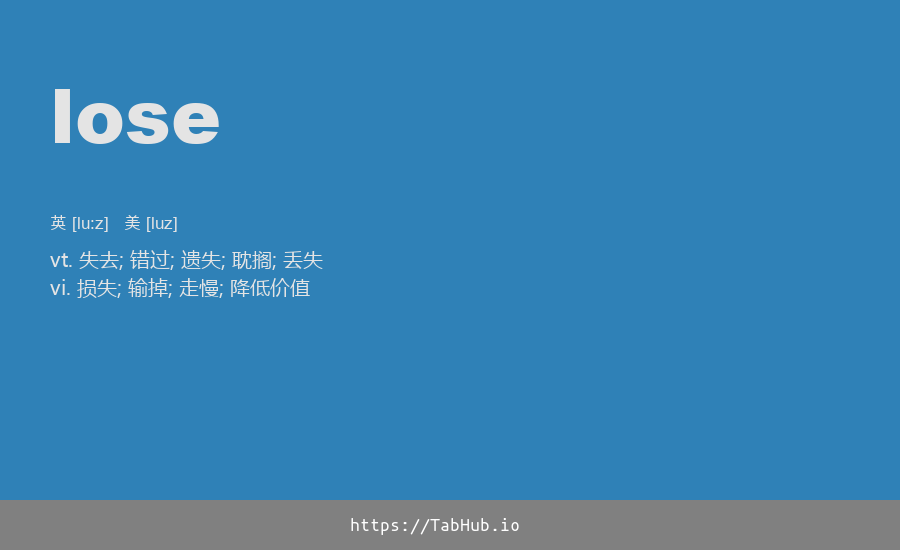 lose
英 [luːz] 美 [luz]
vt. 失去; 错过; 遗失; 耽搁; 丢失
vi. 损失; 输掉; 走慢; 降低价值
https://TabHub.io